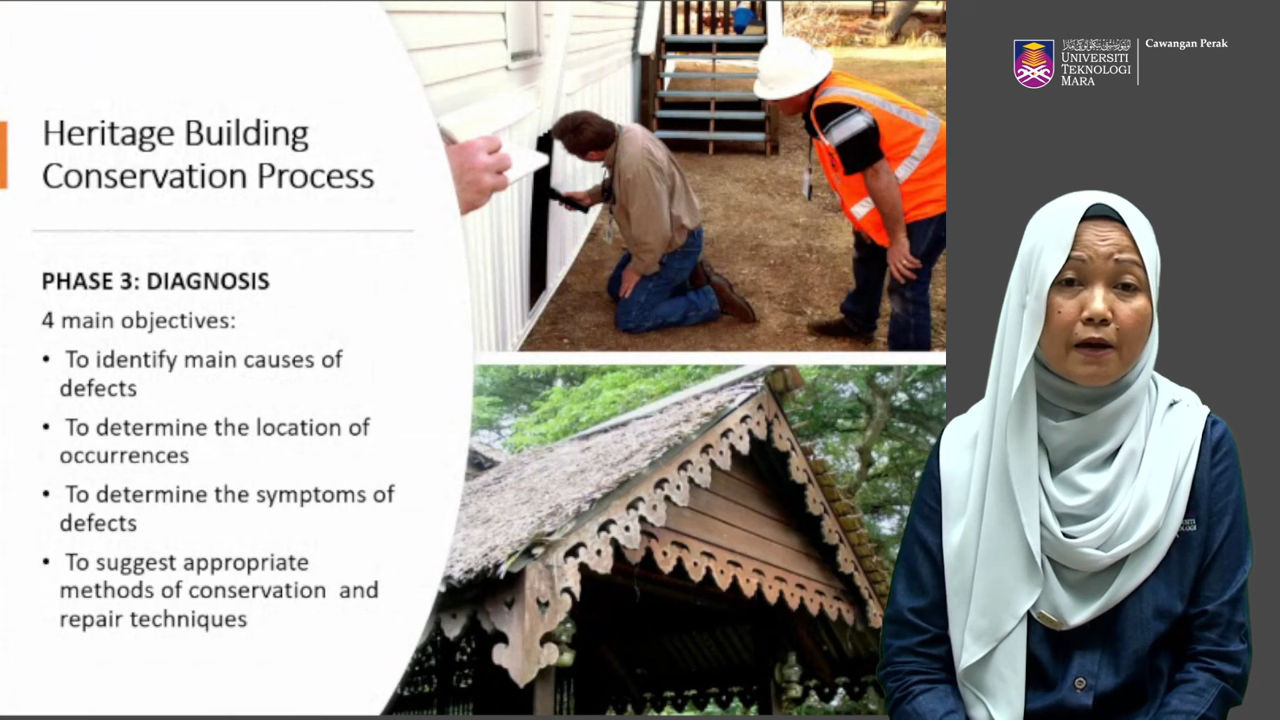 Heritage Building
Conservation Process
PHASE 3: DIAGNOSIS
4 main objectives:
• To identify main causes of
defects
• To determine the location of
occurrences
• To determine the symptoms of
defects
• To suggest appropriate
methods of conservation and
repair techniques
UNIVERSITI
TEKNOLOGI
MARA
Cawangan Perak